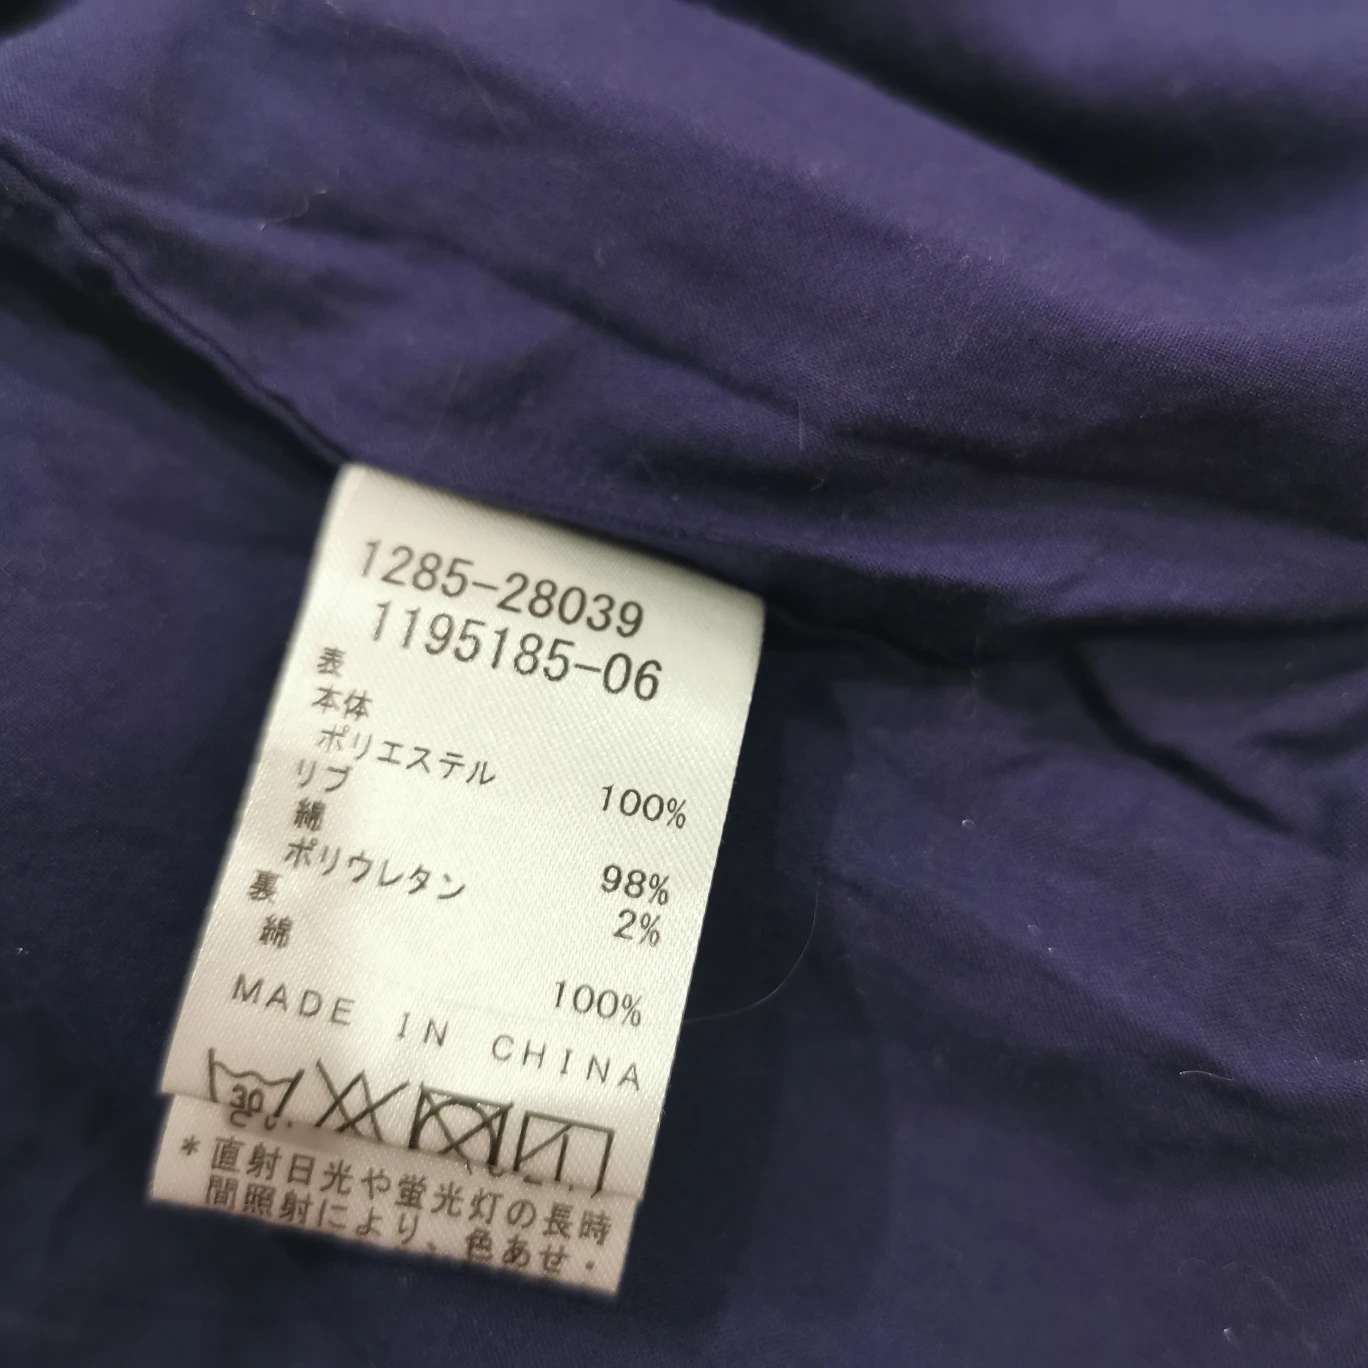 1285-28039
1195185-06
表
本体
ポリエステル 100%
リブ
綿 98%
ポリウレタン 2%
裏
綿 100%
MADE IN CHINA
30
*直射日光や蛍光灯の長時
間照射により、色あせ・